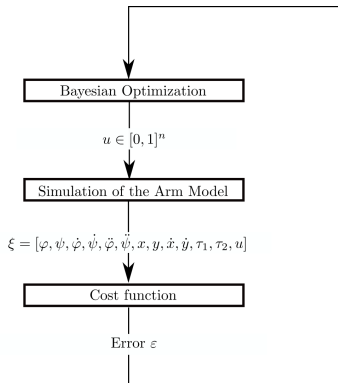 Bayesian Optimization
u ∈ [0, 1]ⁿ
Simulation of the Arm Model
ξ = [φ, ψ, φ̇, ψ̇, φ̈, ψ̈, x, y, ẋ, ẏ, τ₁, τ₂, u]
Cost function
Error ε